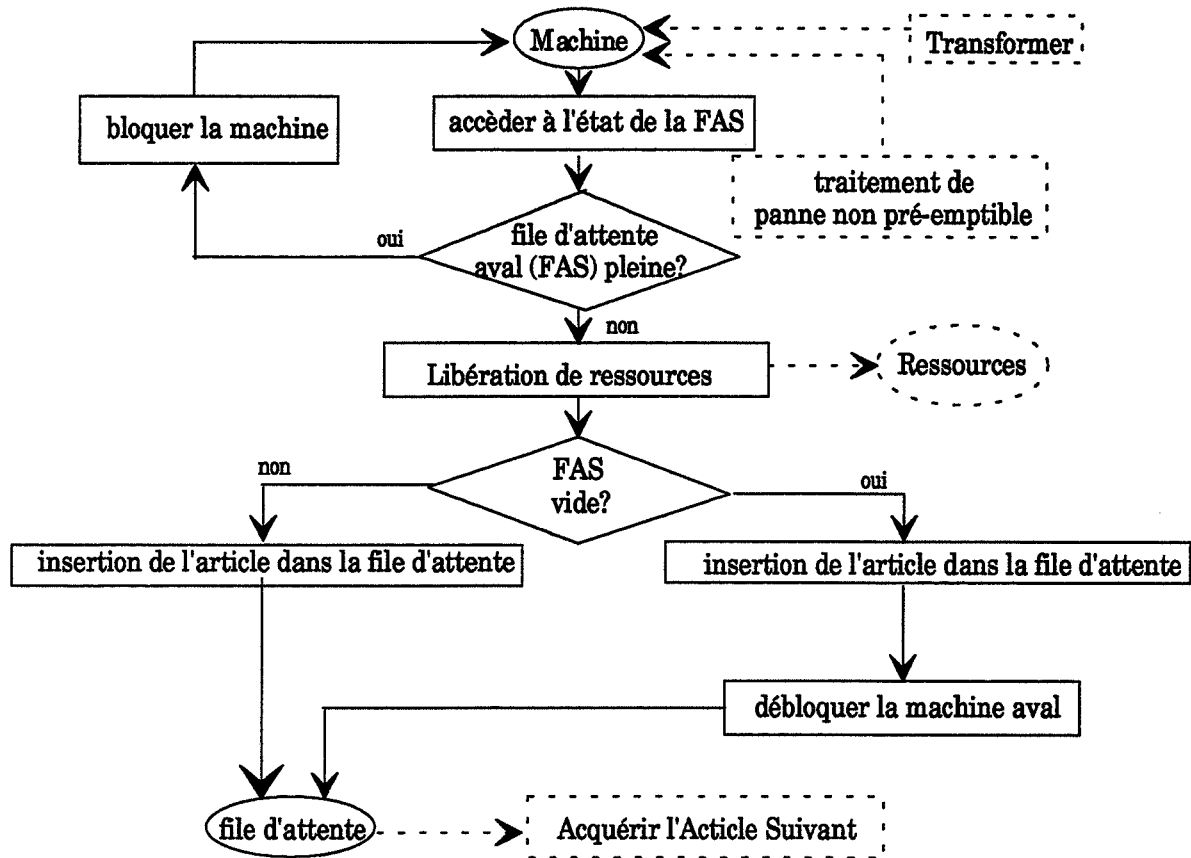 Machine
Transformer
bloquer la machine
accèder à l'état de la FAS
traitement de
panne non pré-emptible
oui
file d'attente
aval (FAS) pleine?
non
Libération de ressources
Ressources
non
FAS
vide?
oui
insertion de l'article dans la file d'attente
insertion de l'article dans la file d'attente
débloquer la machine aval
file d'attente
Acquérir l'Acticle Suivant